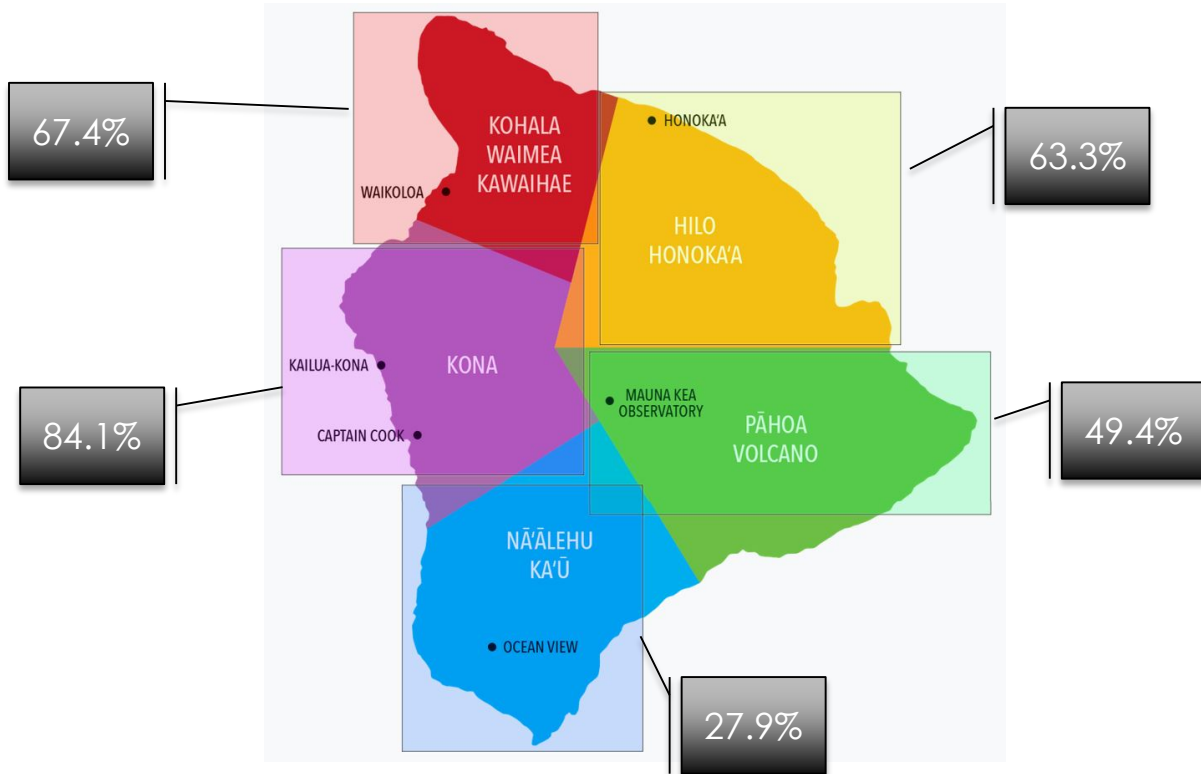 67.4%
KOHALA
WAIMEA
KAWAIHAE
WAIKOLOA
HONOKA‘A
63.3%
HILO
HONOKA‘A
KAILUA-KONA
KONA
CAPTAIN COOK
84.1%
MAUNA KEA
OBSERVATORY
PĀHOA
VOLCANO
49.4%
NĀ‘ĀLEHU
KA‘Ū
OCEAN VIEW
27.9%